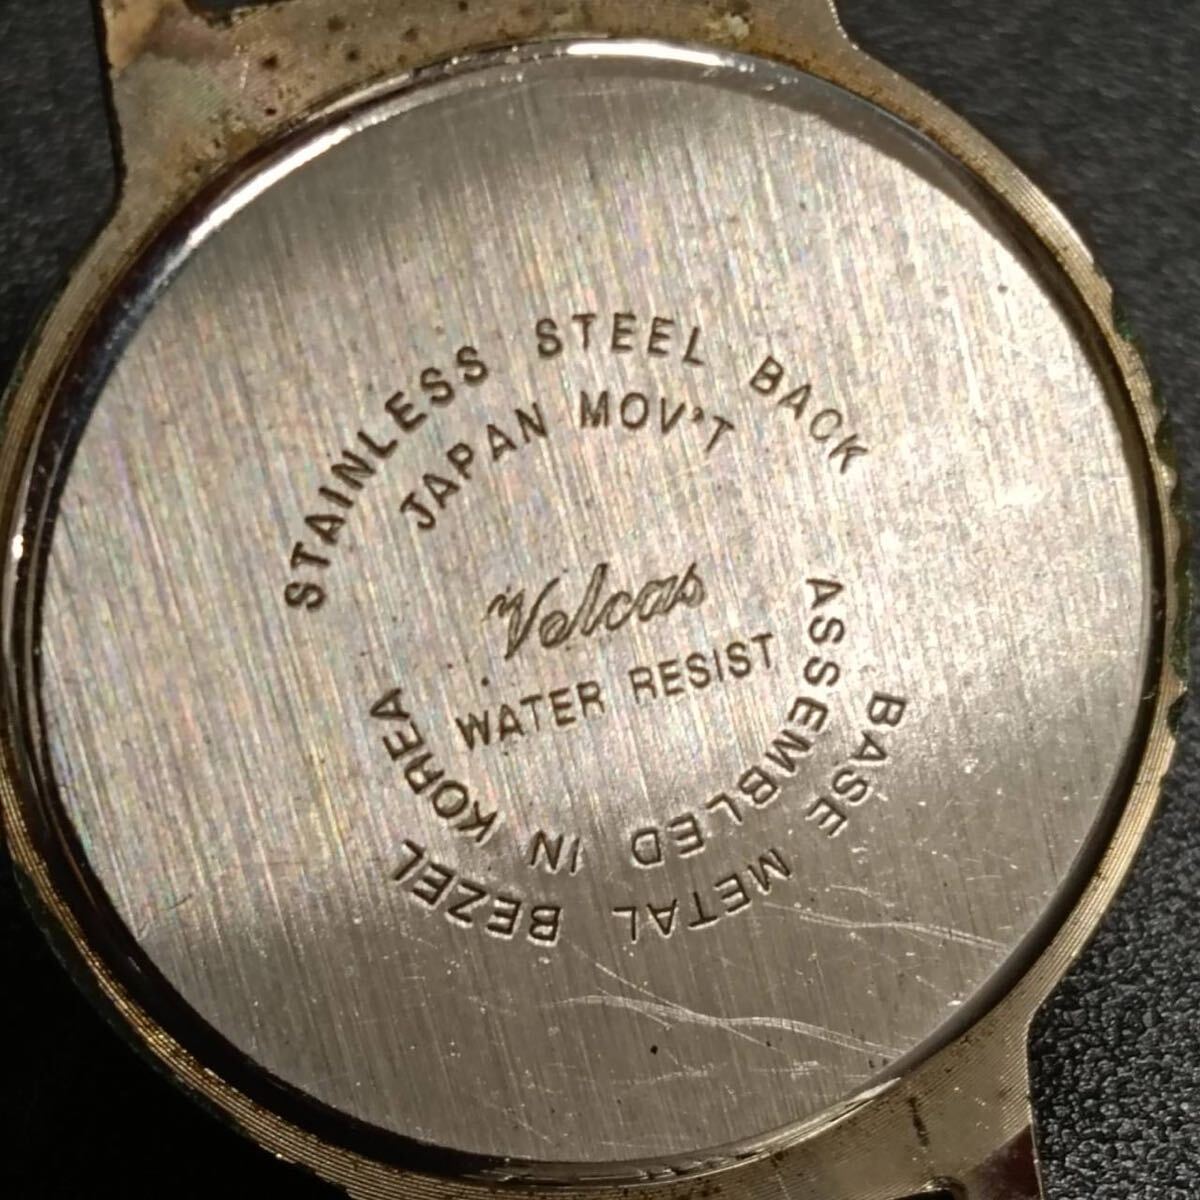 STAINLESS STEEL BACK
JAPAN MOV'T
Velcas
WATER RESIST
ASSEMBLED IN KOREA
BASE METAL BEZEL